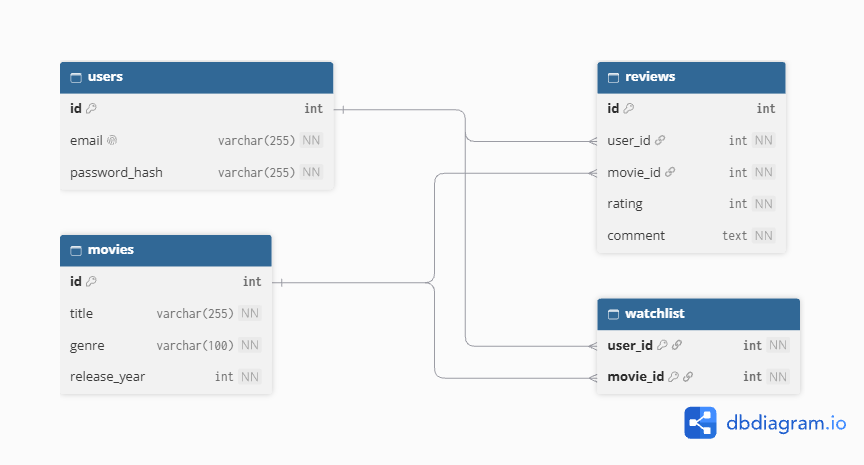 users
id int
email varchar(255) NN
password_hash varchar(255) NN
movies
id int
title varchar(255) NN
genre varchar(100) NN
release_year int NN
reviews
id int
user_id int NN
movie_id int NN
rating int NN
comment text NN
watchlist
user_id int NN
movie_id int NN
dbdiagram.io